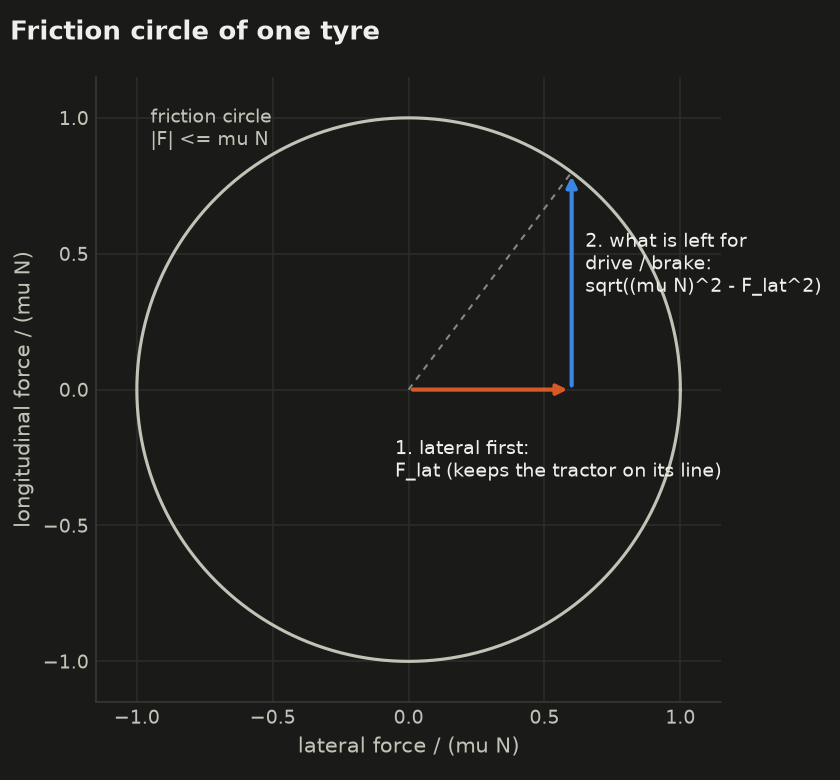 Friction circle of one tyre
friction circle
|F| <= mu N
2. what is left for
drive / brake:
sqrt((mu N)^2 - F_lat^2)
1. lateral first:
F_lat (keeps the tractor on its line)
longitudinal force / (mu N)
1.0
0.5
0.0
−0.5
−1.0
−1.0
−0.5
0.0
0.5
1.0
lateral force / (mu N)